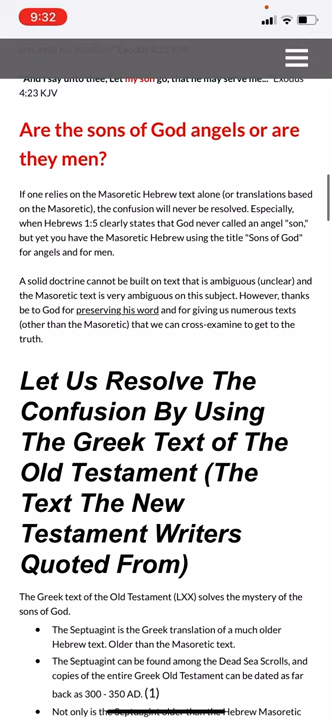 9:32
"And I say unto thee, Let my son go, that he may serve me..." Exodus
4:23 KJV
Are the sons of God angels or are
they men?
If one relies on the Masoretic Hebrew text alone (or translations based
on the Masoretic), the confusion will never be resolved. Especially,
when Hebrews 1:5 clearly states that God never called an angel "son,"
but yet you have the Masoretic Hebrew using the title "Sons of God"
for angels and for men.
A solid doctrine cannot be built on text that is ambiguous (unclear) and
the Masoretic text is very ambiguous on this subject. However, thanks
be to God for preserving his word and for giving us numerous texts
(other than the Masoretic) that we can cross-examine to get to the
truth.
Let Us Resolve The
Confusion By Using
The Greek Text of The
Old Testament (The
Text The New
Testament Writers
Quoted From)
The Greek text of the Old Testament (LXX) solves the mystery of the
sons of God.
• The Septuagint is the Greek translation of a much older
Hebrew text. Older than the Masoretic text.
• The Septuagint can be found among the Dead Sea Scrolls, and
copies of the entire Greek Old Testament can be dated as far
back as 300 - 350 AD. (1)
• Not only is the Septuagint older than the Hebrew Masoretic